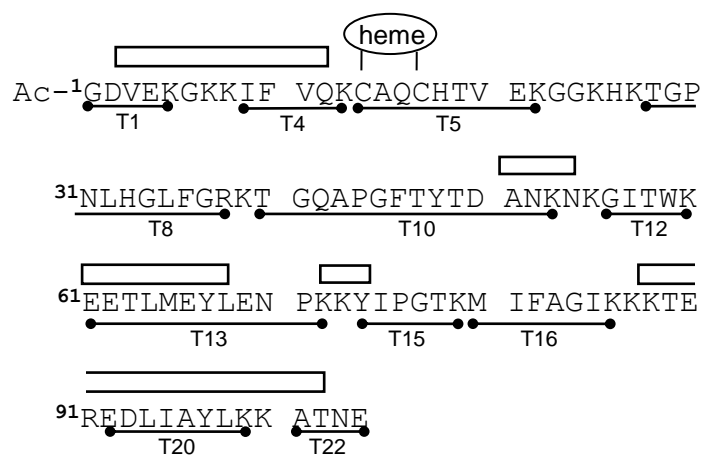 heme
Ac–1GDVEKGKKIF VQKCAQCHTV EKGGKHKTGP
T1 T4 T5
31NLHGLFGRKT GQAPGFTYTD ANKNKGITWK
T8 T10 T12
61EETLMEYLEN PKKYIPGTKM IFAGIKKKTE
T13 T15 T16
91REDLIAYLKK ATNE
T20 T22